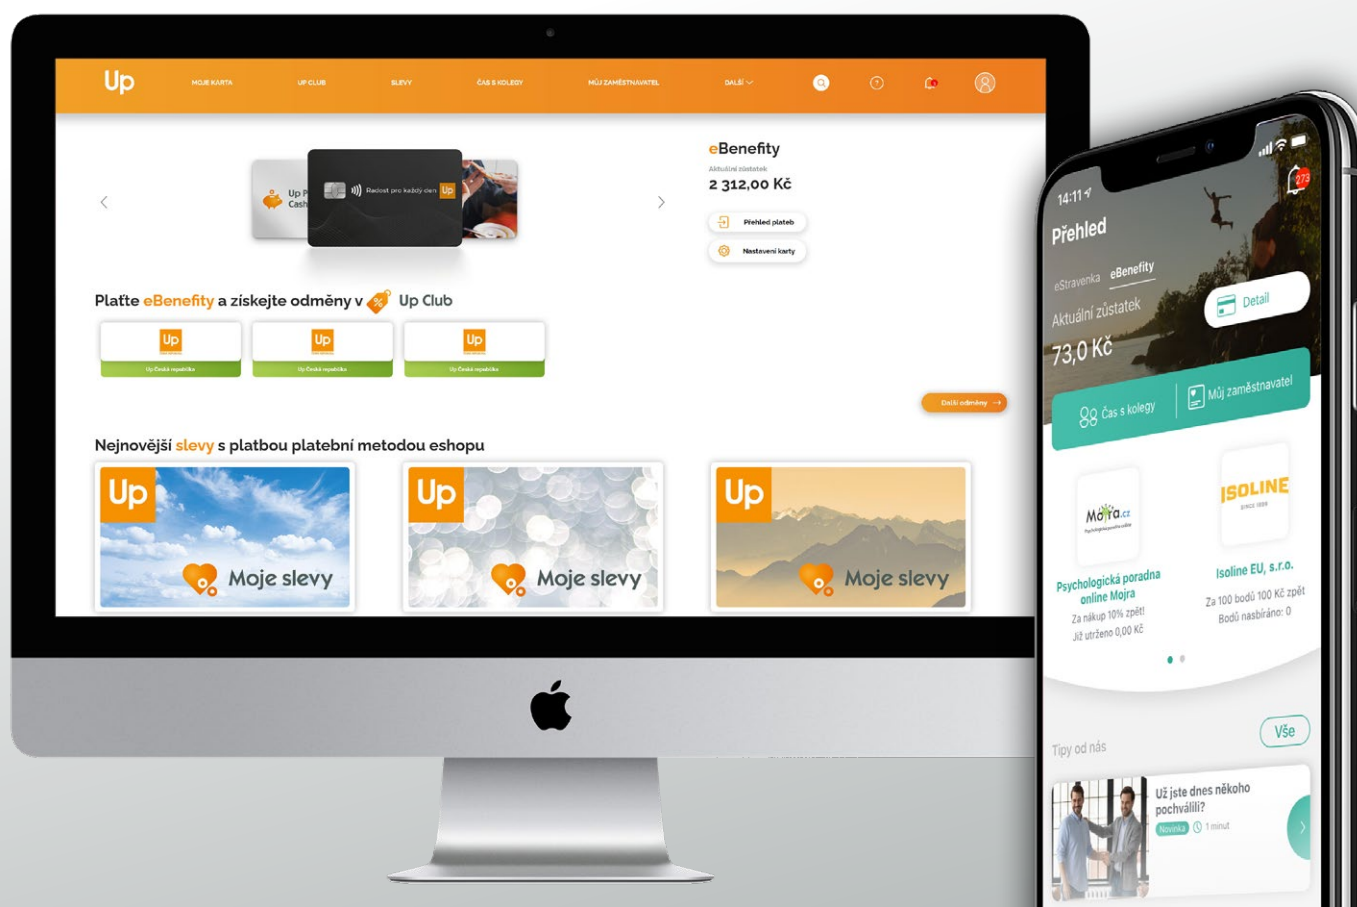 Up
MOJE KARTA
UP CLUB
SLEVY
ČAS S KOLEGY
MŮJ ZAMĚSTNAVATEL
DALŠÍ
?
Up P
Cash
Radost pro každý den
Up
eBenefity
Aktuální zůstatek
2 312,00 Kč
Přehled plateb
Nastavení karty
Plaťte eBenefity a získejte odměny v % Up Club
Up
Up Česká republika
Up
Up Česká republika
Up
Up Česká republika
Další odměny →
Nejnovější slevy s platbou platební metodou eshopu
Up
Moje slevy
Up
Moje slevy
Up
Moje slevy
14:11
273
Přehled
eStravenka eBenefity
Aktuální zůstatek
Detail
73,0 Kč
Čas s kolegy
Můj zaměstnavatel
Mojra.cz
Psychologická poradna
online Mojra
Za nákup 10% zpět!
Již utrženo 0,00 Kč
ISOLINE
Isoline EU, s.r.o.
Za 100 bodů 100 Kč zpět
Bodů nasbíráno: 0
Tipy od nás
Vše
Už jste dnes někoho
pochválili?
Novinka 1 minut